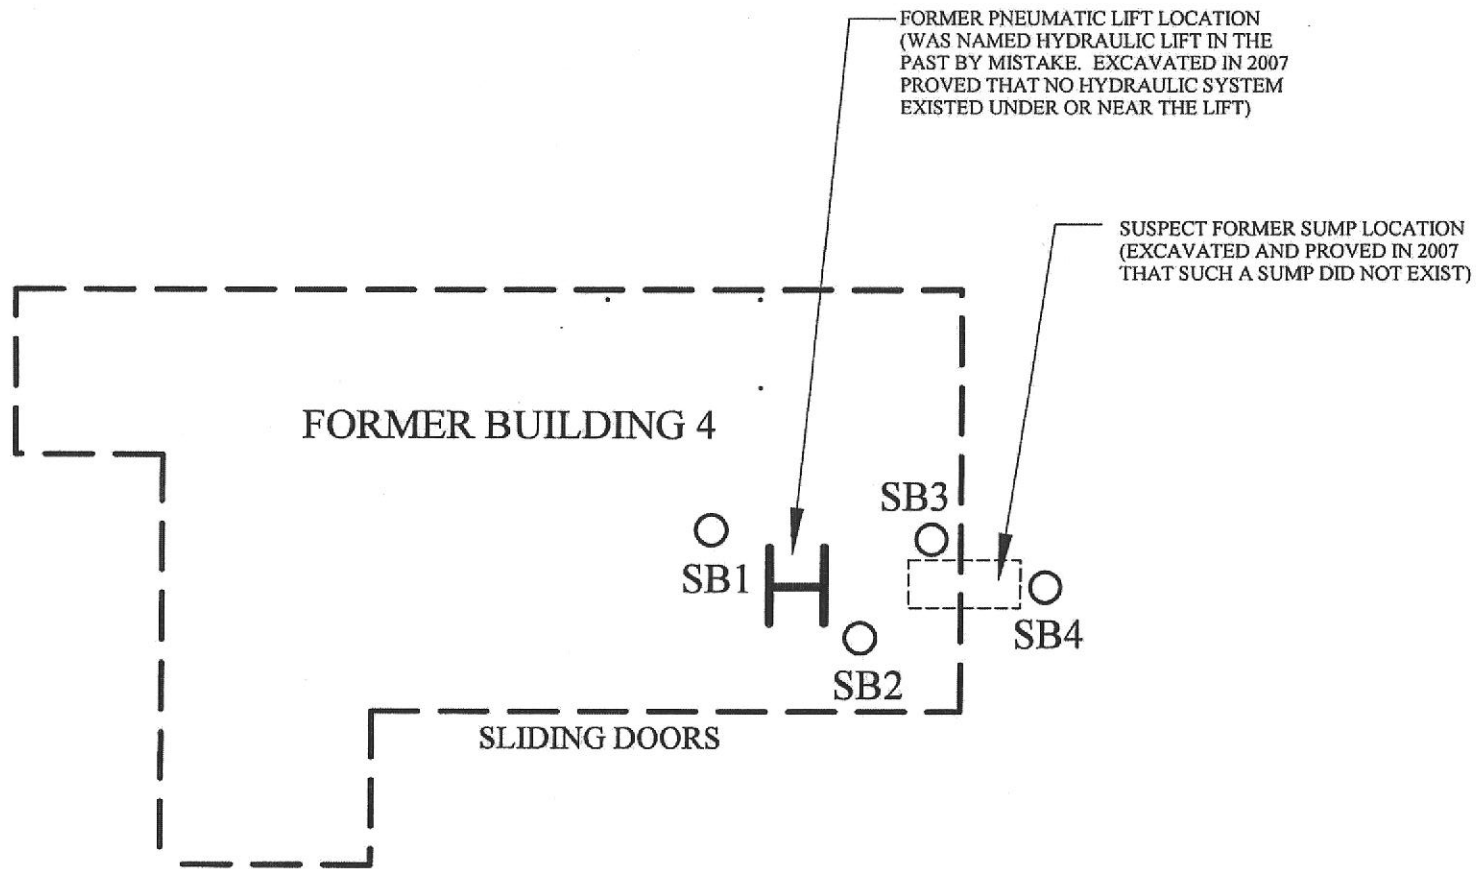 FORMER PNEUMATIC LIFT LOCATION
(WAS NAMED HYDRAULIC LIFT IN THE
PAST BY MISTAKE. EXCAVATED IN 2007
PROVED THAT NO HYDRAULIC SYSTEM
EXISTED UNDER OR NEAR THE LIFT)
SUSPECT FORMER SUMP LOCATION
(EXCAVATED AND PROVED IN 2007
THAT SUCH A SUMP DID NOT EXIST)
FORMER BUILDING 4
SB3
SB1
SB4
SB2
SLIDING DOORS